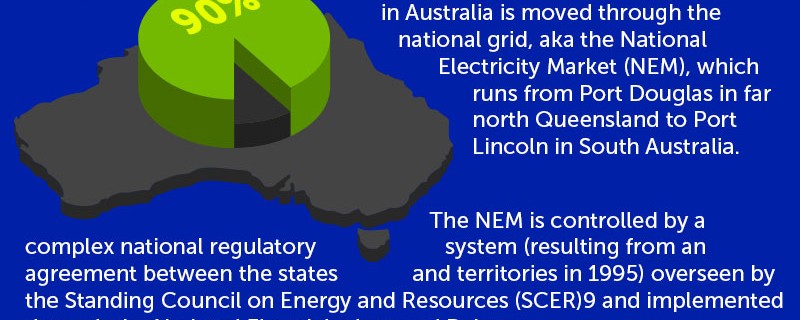 90%
in Australia is moved through the
national grid, aka the National
Electricity Market (NEM), which
runs from Port Douglas in far
north Queensland to Port
Lincoln in South Australia.
The NEM is controlled by a
complex national regulatory system (resulting from an
agreement between the states and territories in 1995) overseen by
the Standing Council on Energy and Resources (SCER)9 and implemented